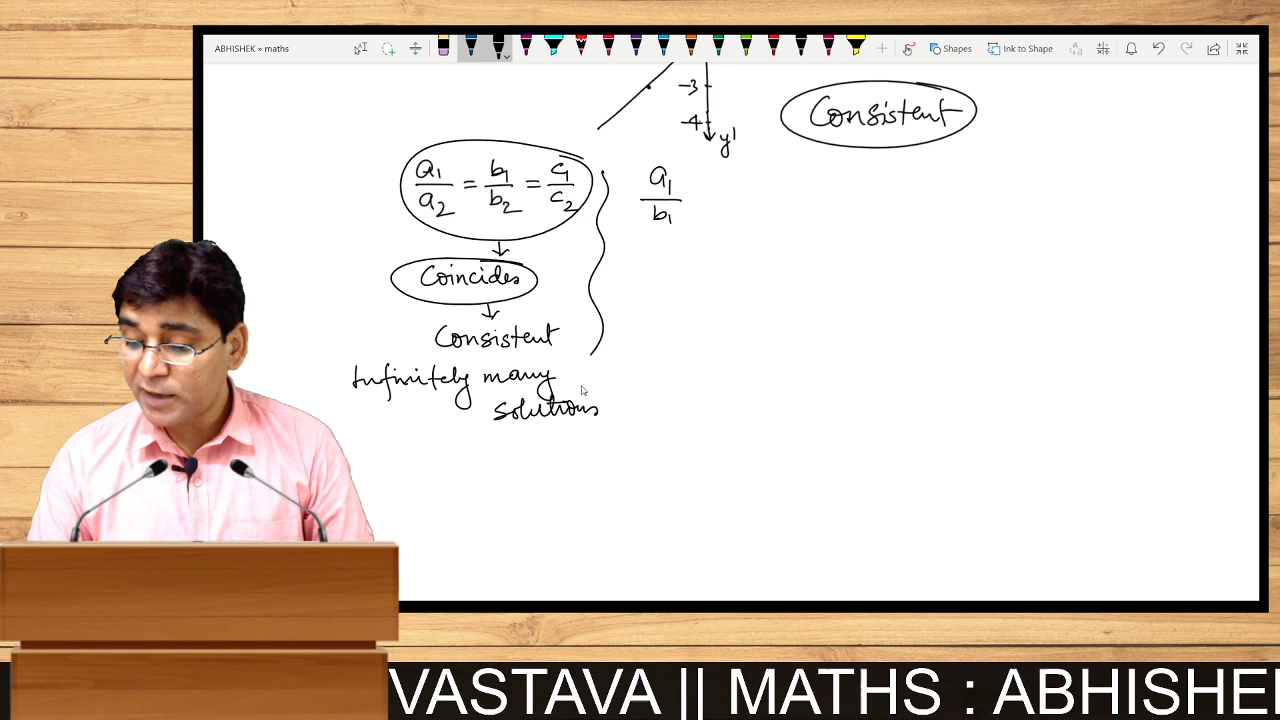 ABHISHEK » maths
Shapes
Ink to Shape
-3
-4
y'
Consistent
a₁/a₂ = b₁/b₂ = c₁/c₂
a₁/b₁
Coincides
Consistent
Infinitely many
solutions
VASTAVA || MATHS : ABHISHE